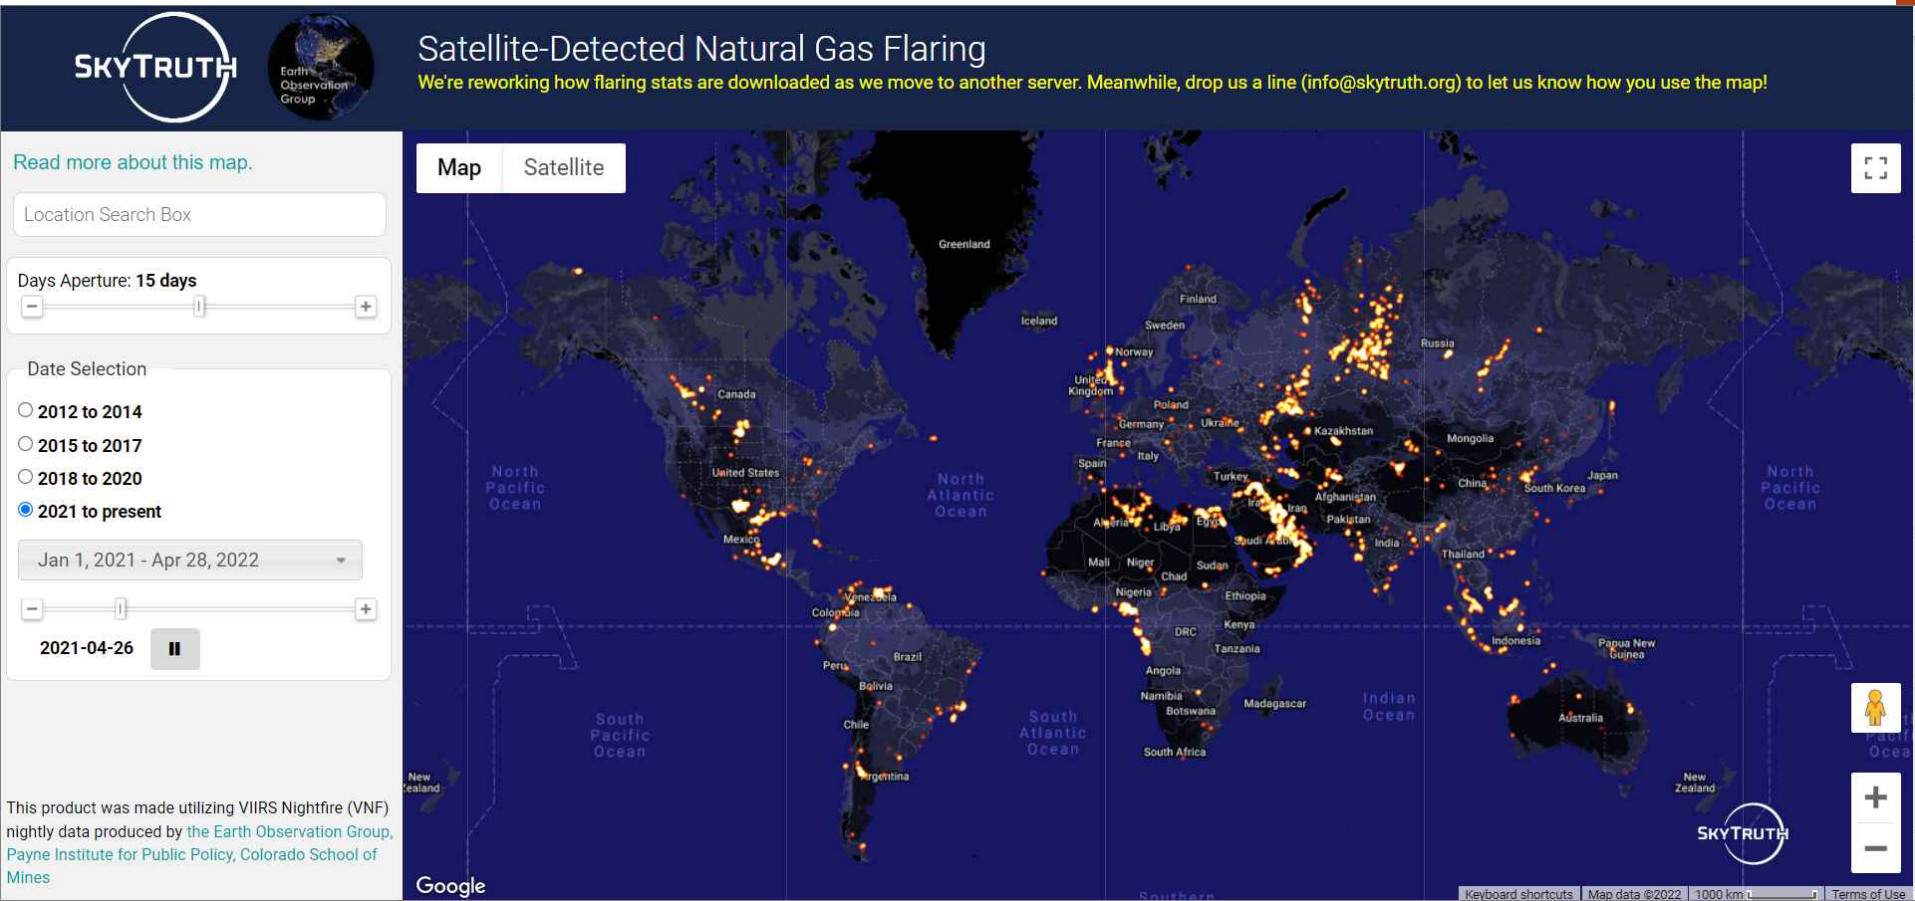 SKYTRUTH
Earth
Observation
Group
Satellite-Detected Natural Gas Flaring
We're reworking how flaring stats are downloaded as we move to another server. Meanwhile, drop us a line (info@skytruth.org) to let us know how you use the map!
Read more about this map.
Location Search Box
Days Aperture: 15 days
Date Selection
2012 to 2014
2015 to 2017
2018 to 2020
2021 to present
Jan 1, 2021 - Apr 28, 2022
2021-04-26
This product was made utilizing VIIRS Nightfire (VNF)
nightly data produced by the Earth Observation Group,
Payne Institute for Public Policy, Colorado School of
Mines
Map
Satellite
Greenland
Iceland
Finland
Sweden
Norway
Russia
United
Kingdom
Canada
Poland
Germany
Ukraine
France
Kazakhstan
Mongolia
Spain
Italy
United States
North
Pacific
Ocean
North
Atlantic
Ocean
Turkey
China
Japan
South Korea
North
Pacific
Ocean
Afghanistan
Iran
Algeria
Libya
Egypt
Pakistan
Mexico
Saudi Arabia
India
Thailand
Mali
Niger
Sudan
Chad
Nigeria
Ethiopia
Venezuela
Colombia
DRC
Kenya
Indonesia
Papua New
Guinea
Tanzania
Brazil
Peru
Bolivia
Angola
Namibia
Botswana
Madagascar
Indian
Ocean
Australia
South
Pacific
Ocean
Chile
South
Atlantic
Ocean
South Africa
Argentina
New
Zealand
SKYTRUTH
Google
Southern
Keyboard shortcuts
Map data ©2022
1000 km
Terms of Use